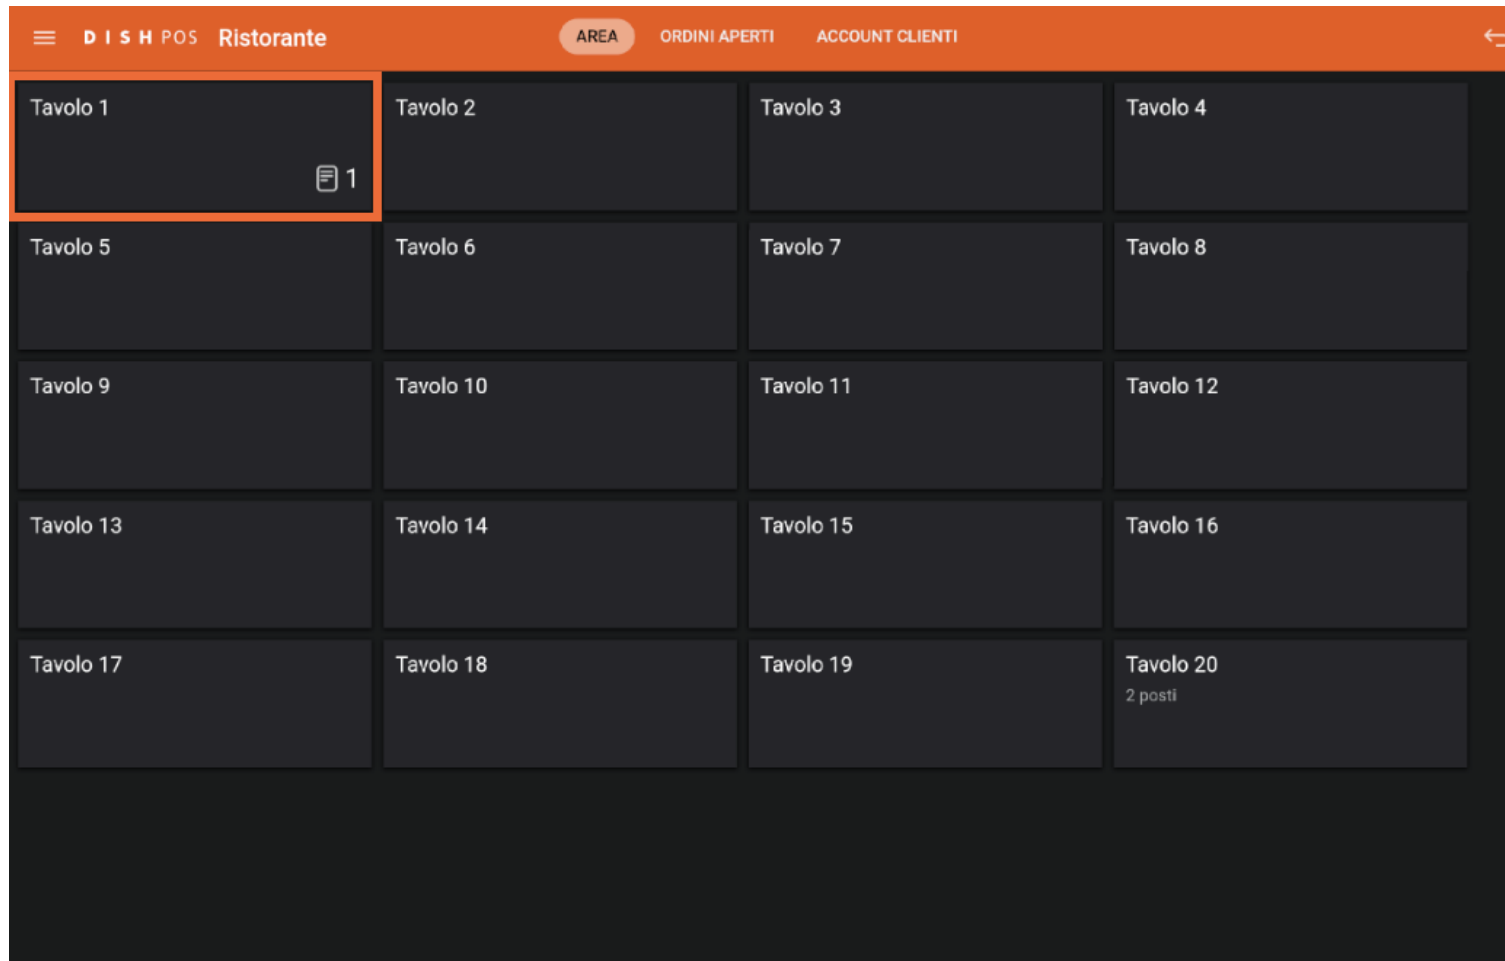 DISH POS Ristorante AREA ORDINI APERTI ACCOUNT CLIENTI
Tavolo 1 Tavolo 2 Tavolo 3 Tavolo 4
1
Tavolo 5 Tavolo 6 Tavolo 7 Tavolo 8
Tavolo 9 Tavolo 10 Tavolo 11 Tavolo 12
Tavolo 13 Tavolo 14 Tavolo 15 Tavolo 16
Tavolo 17 Tavolo 18 Tavolo 19 Tavolo 20
2 posti